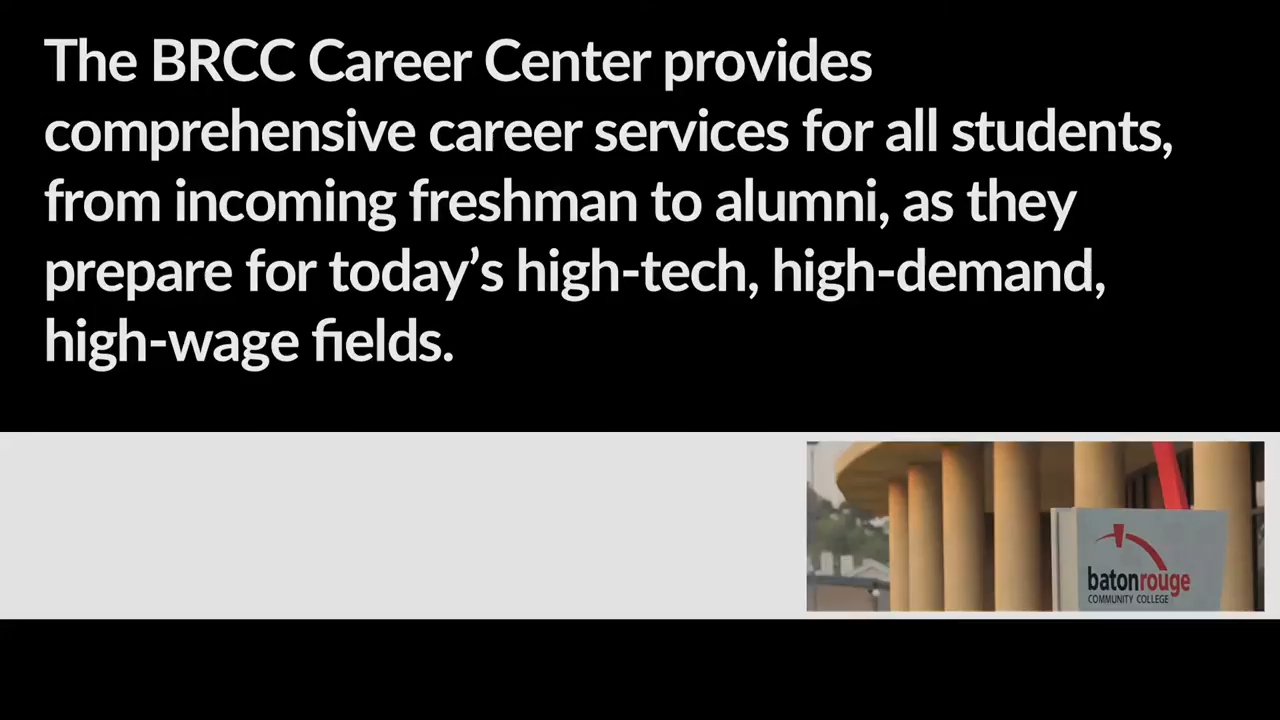 The BRCC Career Center provides
comprehensive career services for all students,
from incoming freshman to alumni, as they
prepare for today’s high-tech, high-demand,
high-wage fields.
batonrouge
COMMUNITY COLLEGE